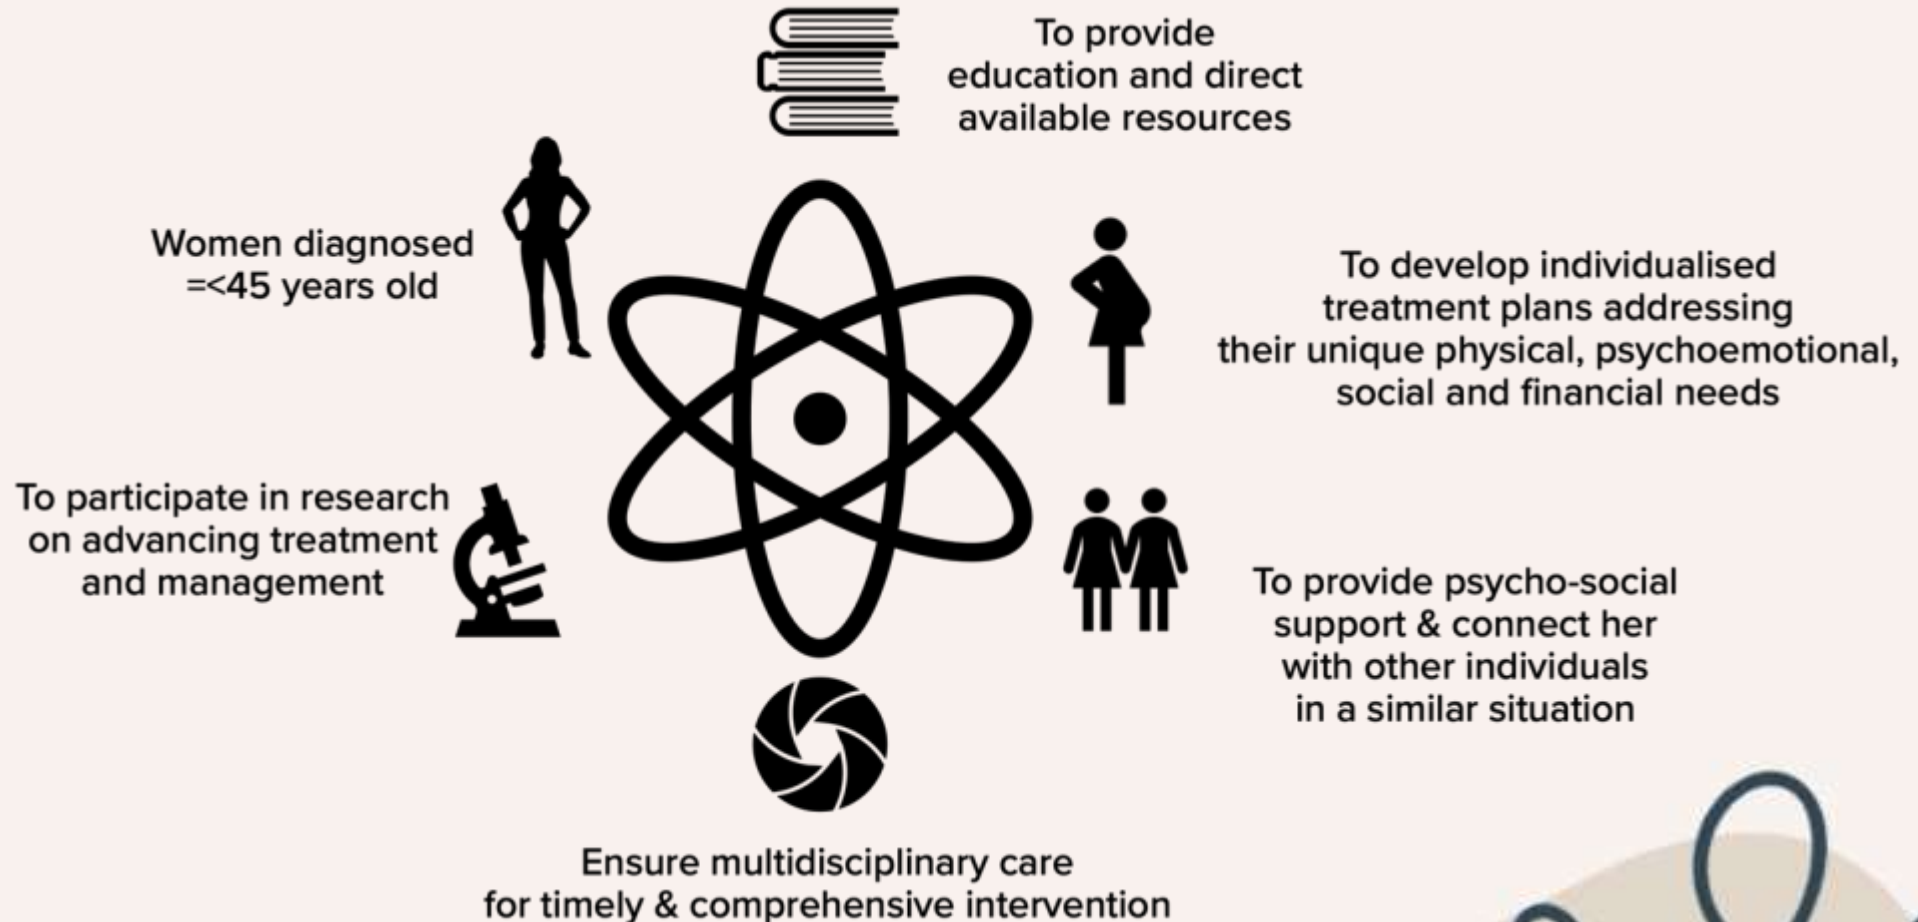 To provide
education and direct
available resources
Women diagnosed
=<45 years old
To develop individualised
treatment plans addressing
their unique physical, psychoemotional,
social and financial needs
To participate in research
on advancing treatment
and management
To provide psycho-social
support & connect her
with other individuals
in a similar situation
Ensure multidisciplinary care
for timely & comprehensive intervention